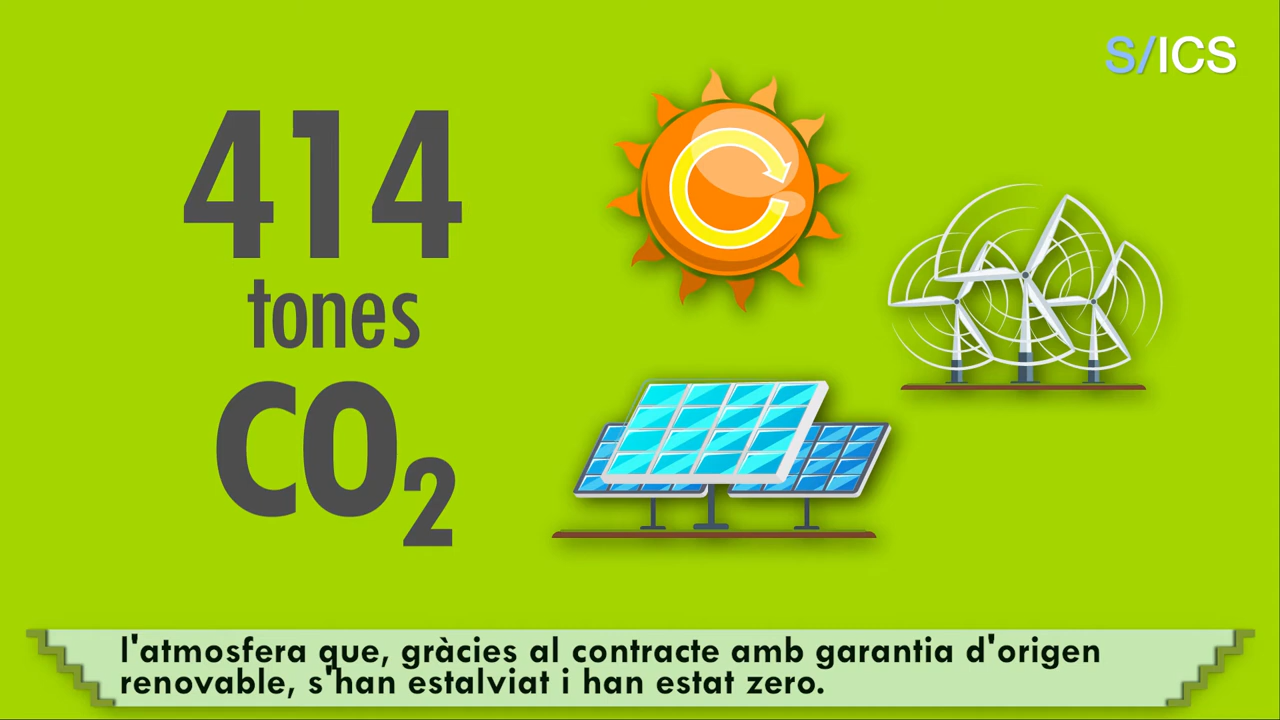 S/ICS
414
tones
CO₂
l'atmosfera que, gràcies al contracte amb garantia d'origen
renovable, s'han estalviat i han estat zero.